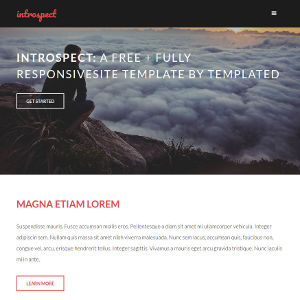 introspect
INTROSPECT: A FREE + FULLY
RESPONSIVESITE TEMPLATE BY TEMPLATED
GET STARTED
MAGNA ETIAM LOREM
Suspendisse mauris. Fusce accumsan mollis eros. Pellentesque a diam sit amet mi ullamcorper vehicula. Integer
adipiscin sem. Nullam quis massa sit amet nibh viverra malesuada. Nunc sem lacus, accumsan quis, faucibus non,
congue vel, arcu, erisque hendrerit tellus. Integer sagittis. Vivamus a mauris eget arcu gravida tristique. Nunc iaculis
mi in ante.
LEARN MORE